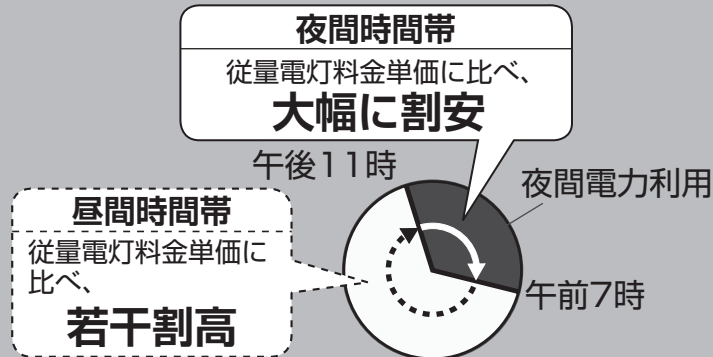 夜間時間帯
従量電灯料金単価に比べ、
大幅に割安
午後11時
夜間電力利用
昼間時間帯
従量電灯料金単価に
比べ、
若干割高
午前7時